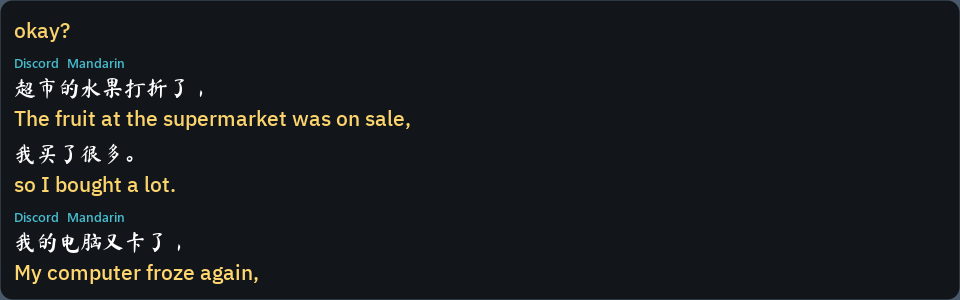 okay?
Discord Mandarin
超市的水果打折了，
The fruit at the supermarket was on sale,
我买了很多。
so I bought a lot.
Discord Mandarin
我的电脑又卡了，
My computer froze again,